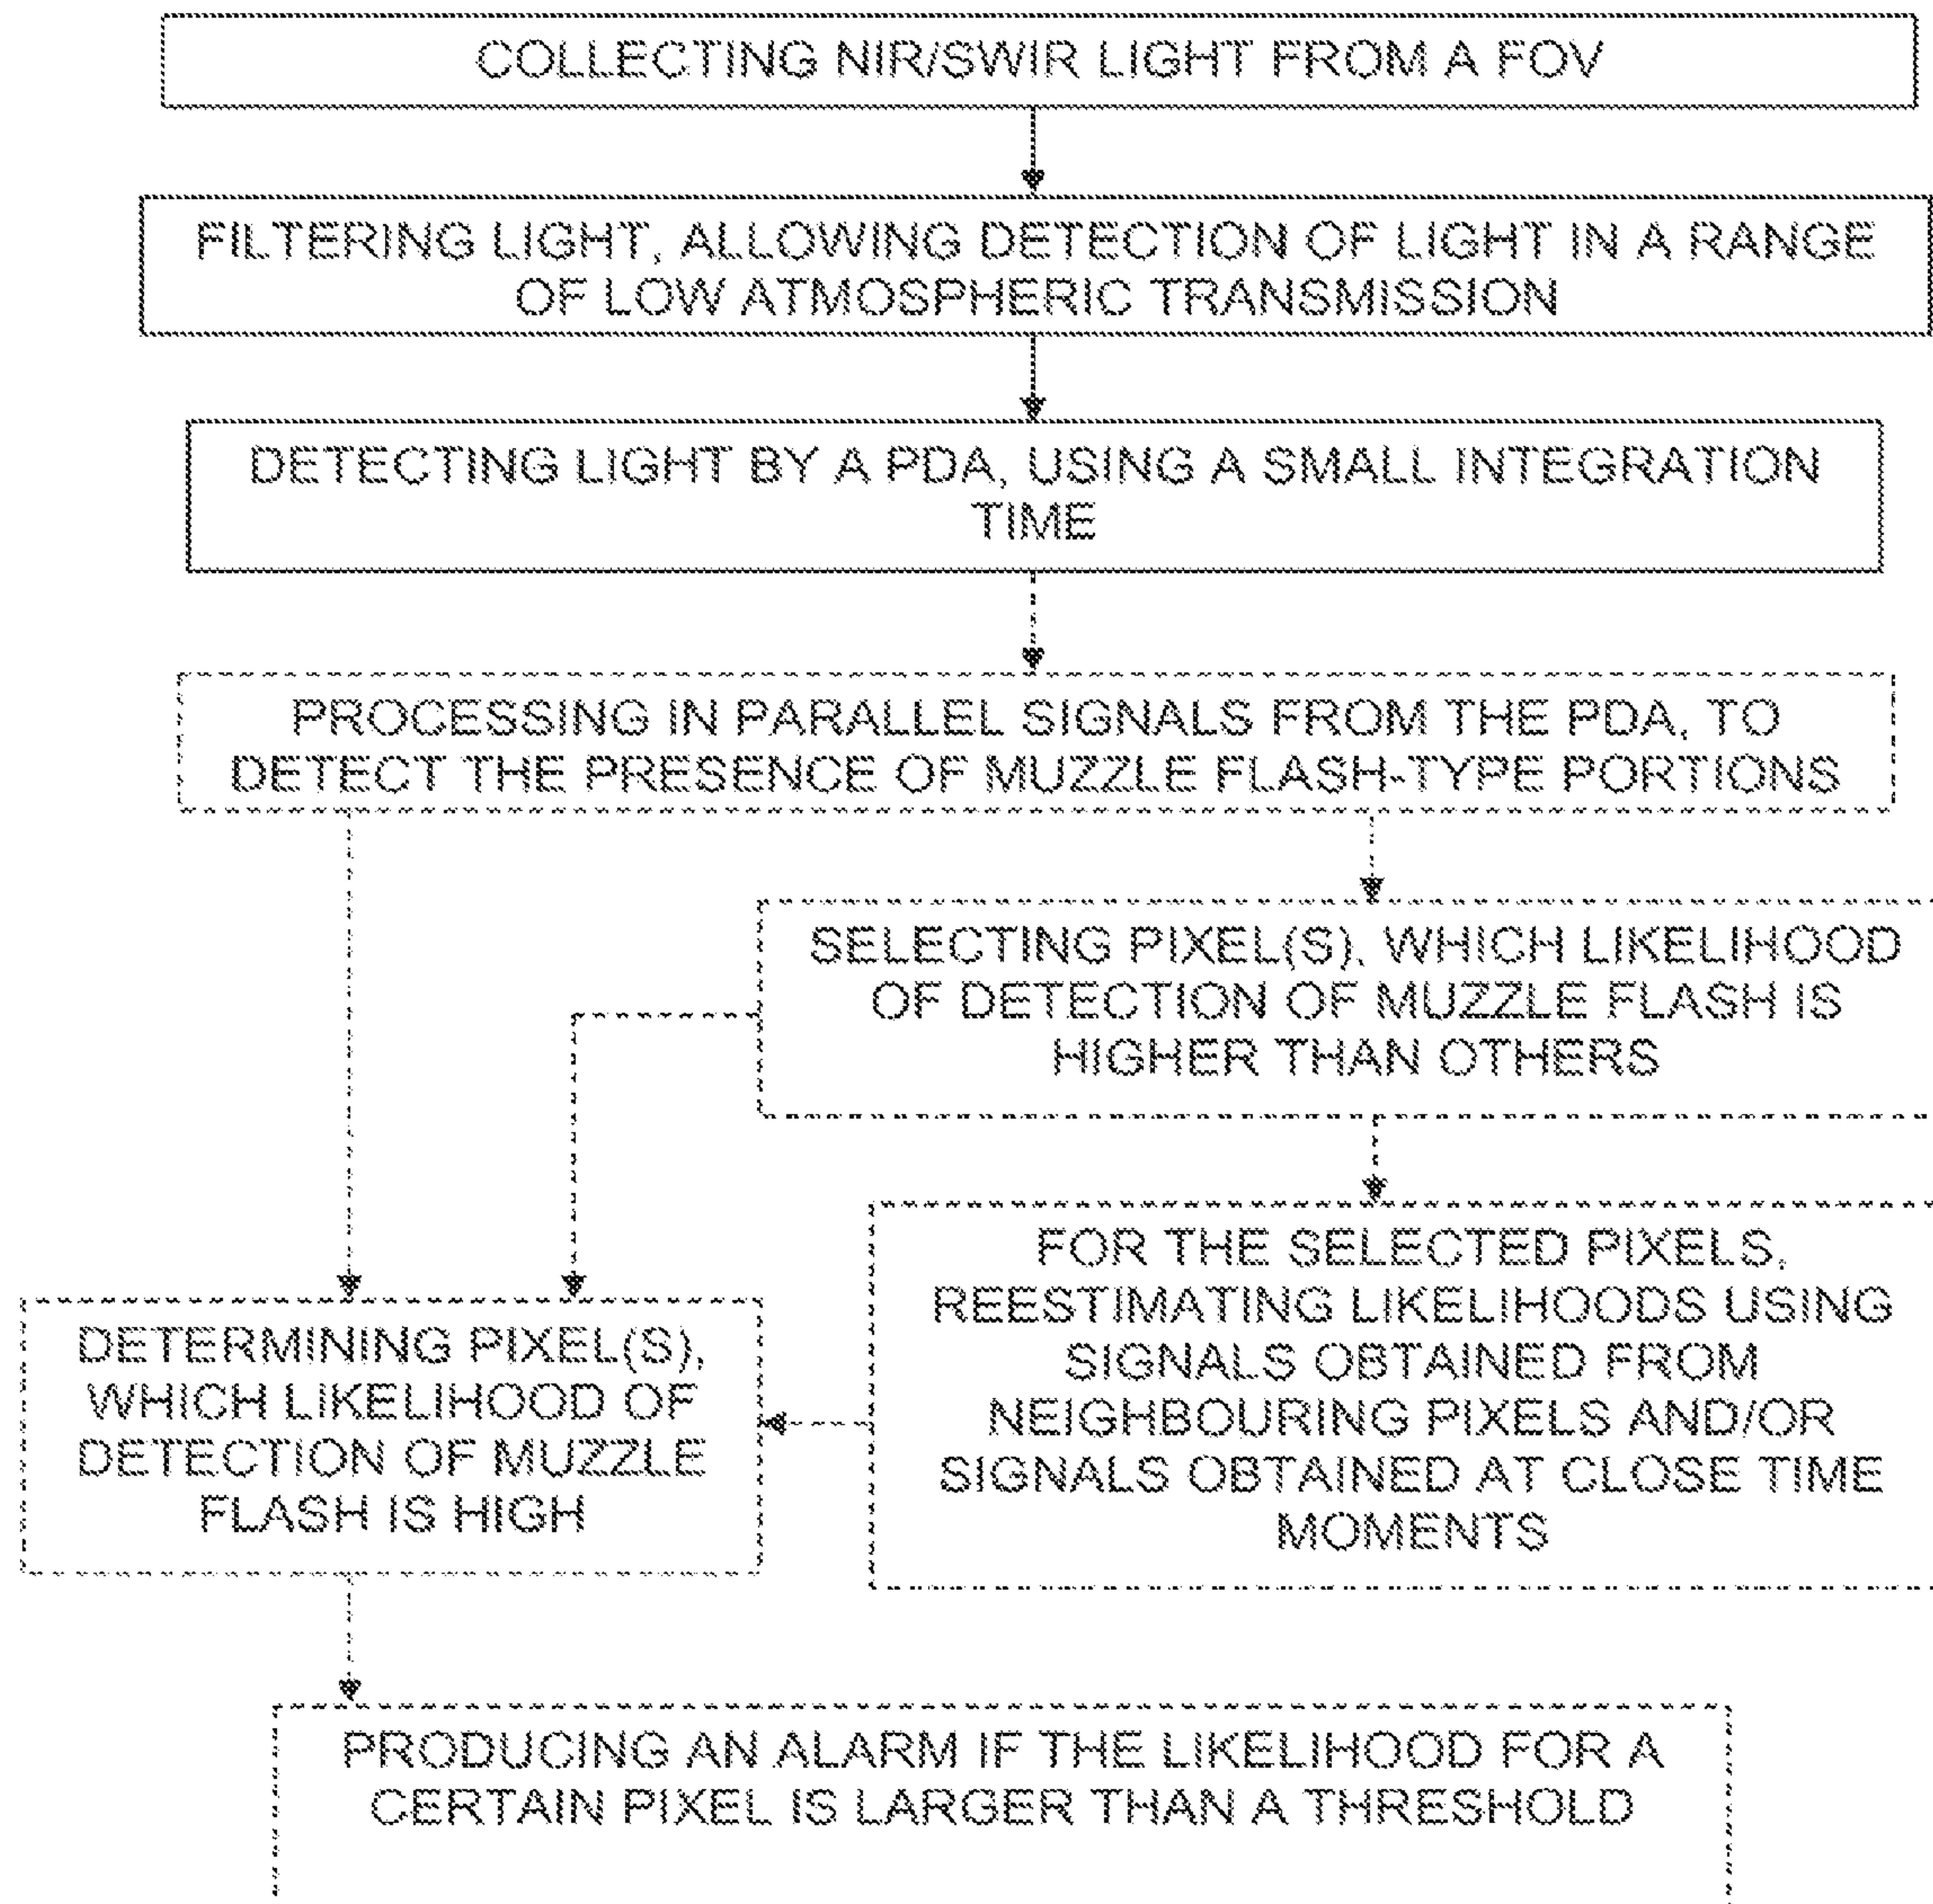 COLLECTING NIR/SWIR LIGHT FROM A FOV
FILTERING LIGHT, ALLOWING DETECTION OF LIGHT IN A RANGE
OF LOW ATMOSPHERIC TRANSMISSION
DETECTING LIGHT BY A PDA, USING A SMALL INTEGRATION
TIME
PROCESSING IN PARALLEL SIGNALS FROM THE PDA, TO
DETECT THE PRESENCE OF MUZZLE FLASH-TYPE PORTIONS
SELECTING PIXEL(S), WHICH LIKELIHOOD
OF DETECTION OF MUZZLE FLASH IS
HIGHER THAN OTHERS
FOR THE SELECTED PIXELS,
REESTIMATING LIKELIHOODS USING
SIGNALS OBTAINED FROM
NEIGHBOURING PIXELS AND/OR
SIGNALS OBTAINED AT CLOSE TIME
MOMENTS
DETERMINING PIXEL(S),
WHICH LIKELIHOOD OF
DETECTION OF MUZZLE
FLASH IS HIGH
PRODUCING AN ALARM IF THE LIKELIHOOD FOR A
CERTAIN PIXEL IS LARGER THAN A THRESHOLD